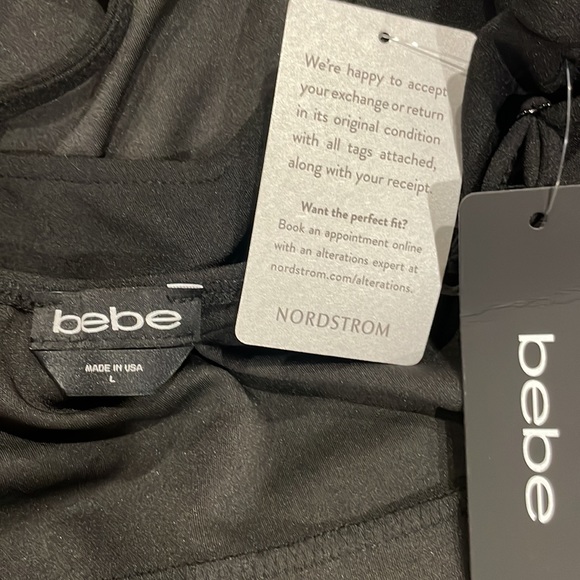 We're happy to accept
your exchange or return
in its original condition
with all tags attached,
along with your receipt.
Want the perfect fit?
Book an appointment online
with an alterations expert at
nordstrom.com/alterations.
NORDSTROM
bebe
MADE IN USA
L
bebe